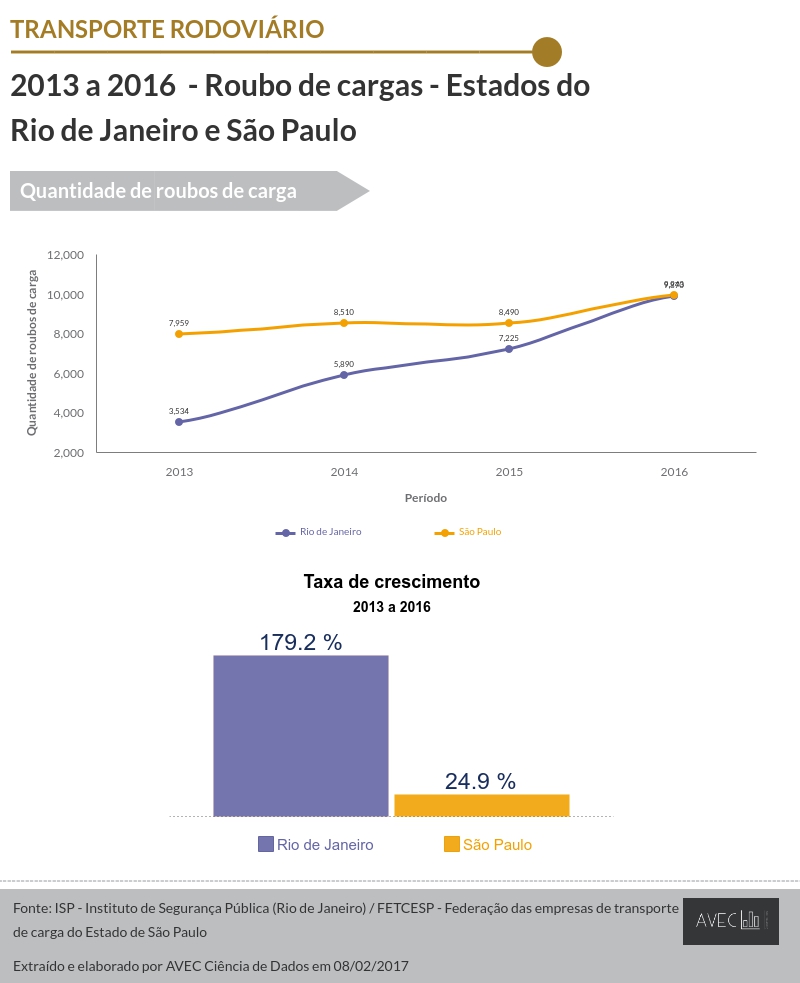 TRANSPORTE RODOVIÁRIO
2013 a 2016 - Roubo de cargas - Estados do
Rio de Janeiro e São Paulo
Quantidade de roubos de carga
Quantidade de roubos de carga
12,000
10,000
8,000
6,000
4,000
2,000
7,959
8,510
8,490
3,534
5,890
7,225
2013
2014
2015
2016
Período
Rio de Janeiro
São Paulo
Taxa de crescimento
2013 a 2016
179.2 %
24.9 %
Rio de Janeiro
São Paulo
Fonte: ISP - Instituto de Segurança Pública (Rio de Janeiro) / FETCESP - Federação das empresas de transporte
de carga do Estado de São Paulo
Extraído e elaborado por AVEC Ciência de Dados em 08/02/2017
AVEC